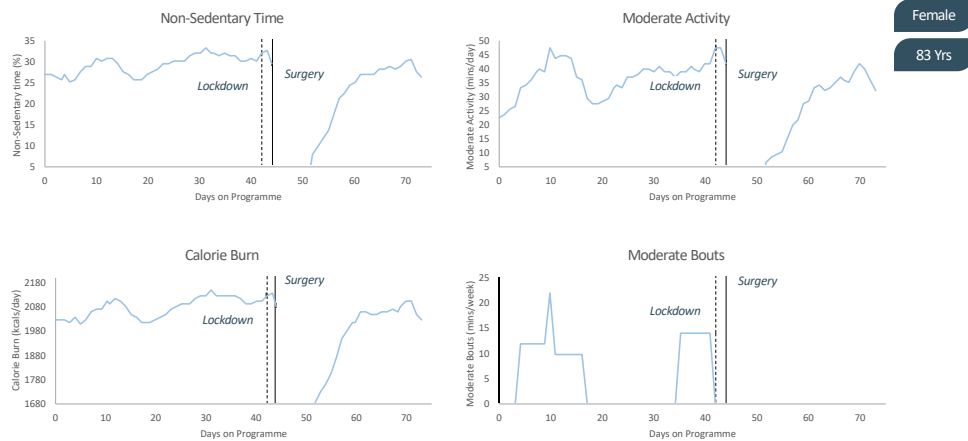 Female
83 Yrs
Non-Sedentary Time
Non-Sedentary time (%)
35
30
25
20
15
10
5
Lockdown
Surgery
0 10 20 30 40 50 60 70
Days on Programme
Moderate Activity
Moderate Activity (mins/day)
50
45
40
35
30
25
20
15
10
5
Lockdown
Surgery
0 10 20 30 40 50 60 70
Days on Programme
Calorie Burn
Calorie Burn (kcals/day)
2180
2080
1980
1880
1780
1680
Lockdown
Surgery
0 10 20 30 40 50 60 70
Days on Programme
Moderate Bouts
Moderate Bouts (mins/week)
25
20
15
10
5
0
Lockdown
Surgery
0 10 20 30 40 50 60 70
Days on Programme